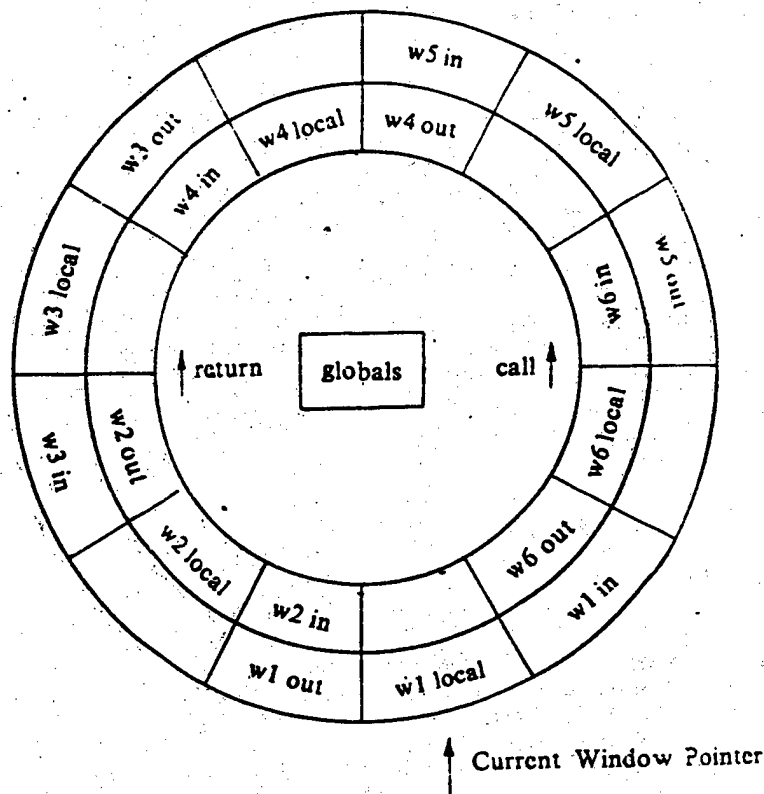 w5 in
w5 local
w3 out
w4 local
w4 out
w4 in
w5 out
w3 local
w6 in
return
globals
call
w3 in
w2 out
w6 local
w2 local
w6 out
w2 in
w1 in
w1 out
w1 local
Current Window Pointer